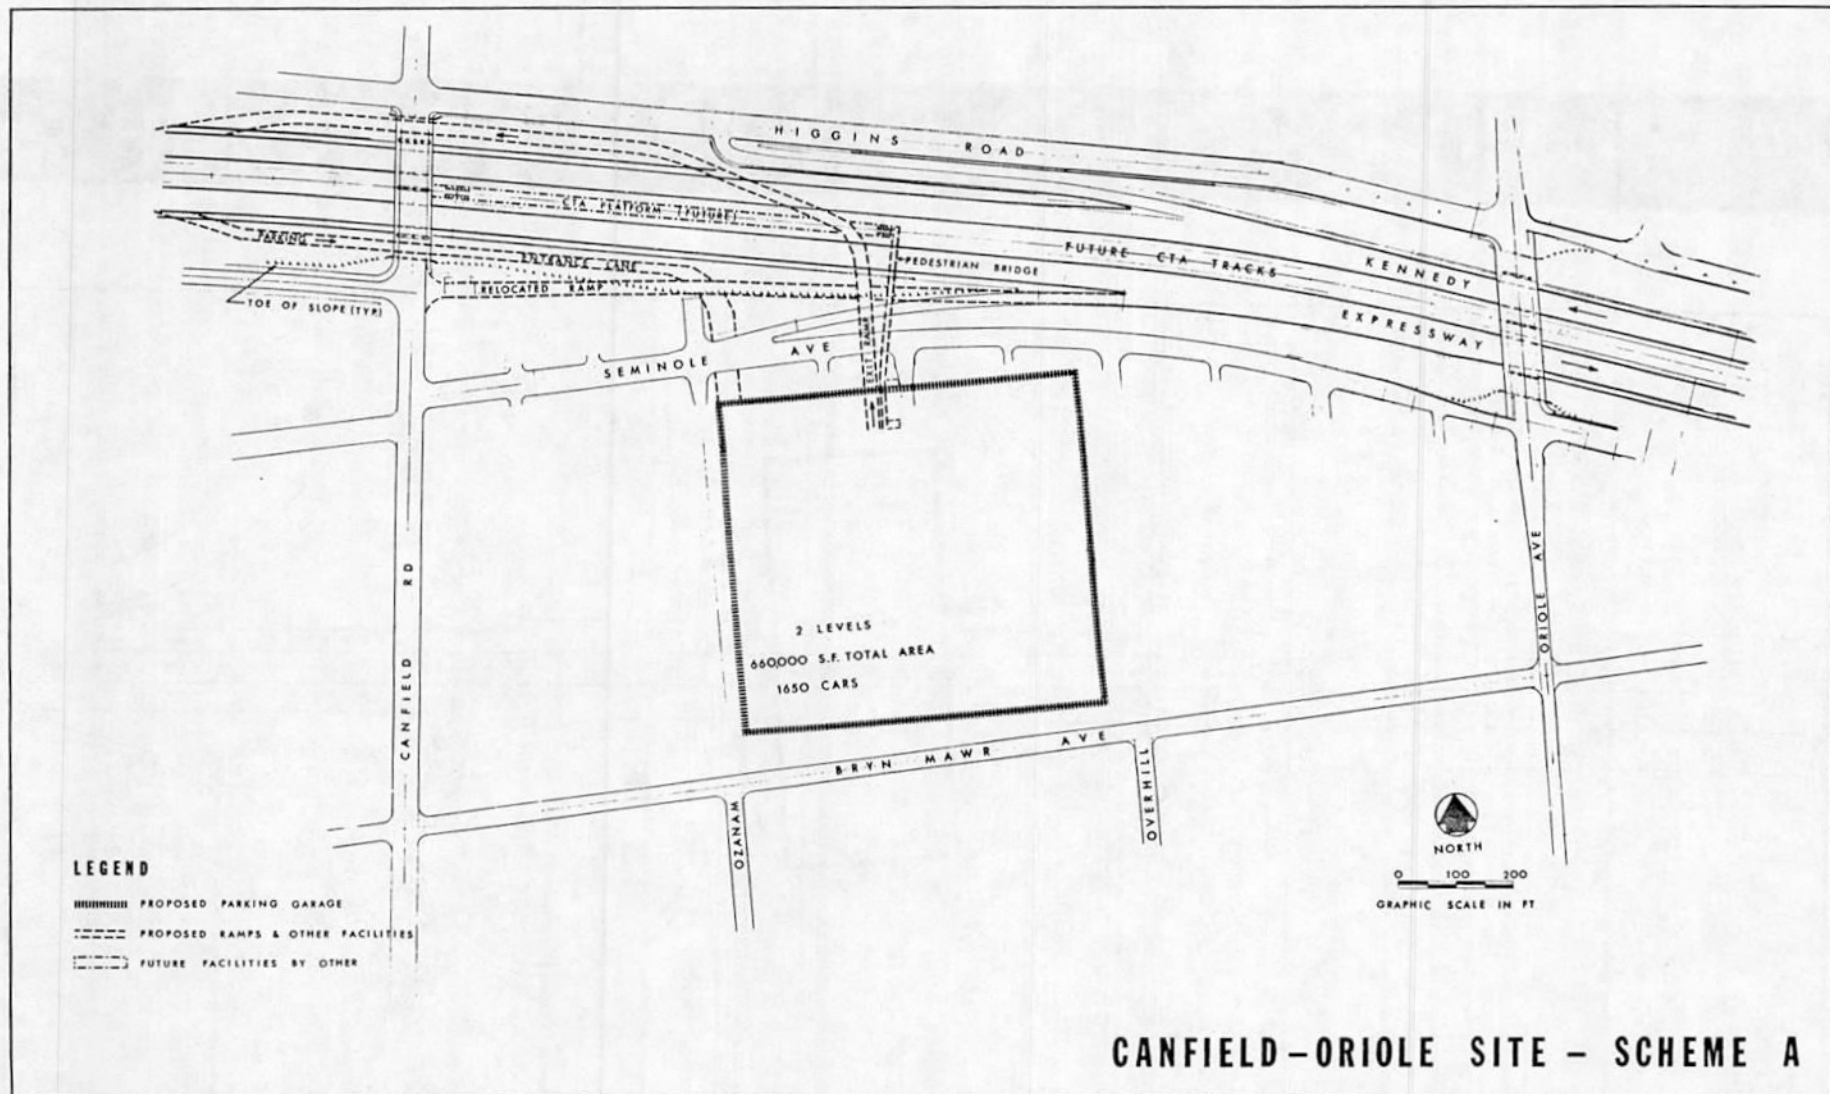 HIGGINS ROAD
CTA PLATFORM (FUTURE)
PARKING
ENTRANCE LANE
PEDESTRIAN BRIDGE
FUTURE CTA TRACKS
KENNEDY
EXPRESSWAY
RELOCATED RAMP
TOE OF SLOPE (TYP.)
SEMINOLE AVE
EXIT RAMP
CANFIELD RD
ORIOLE AVE
2 LEVELS
660,000 S.F. TOTAL AREA
1650 CARS
BRYN MAWR AVE
OZANAM
OVERHILL
NORTH
0 100 200
GRAPHIC SCALE IN FT
LEGEND
PROPOSED PARKING GARAGE
PROPOSED RAMPS & OTHER FACILITIES
FUTURE FACILITIES BY OTHER
CANFIELD-ORIOLE SITE - SCHEME A